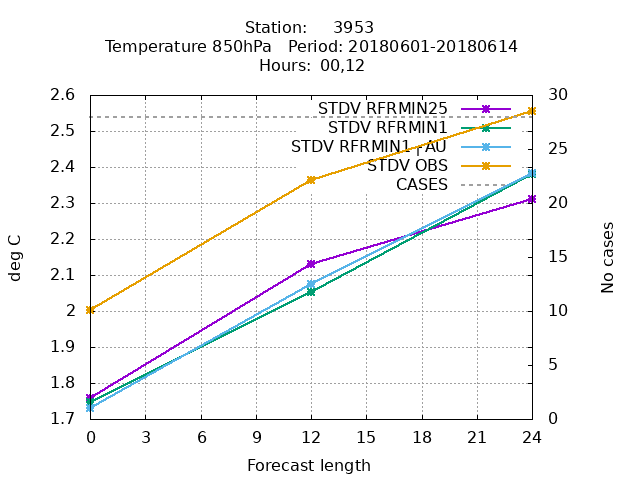 Station: 3953
Temperature 850hPa Period: 20180601-20180614
Hours: 00,12
STDV RFRMIN25
STDV RFRMIN1
STDV RFRMIN1+AU
STDV OBS
CASES
deg C
2.6
2.5
2.4
2.3
2.2
2.1
2
1.9
1.8
1.7
No cases
30
25
20
15
10
5
0
0 3 6 9 12 15 18 21 24
Forecast length